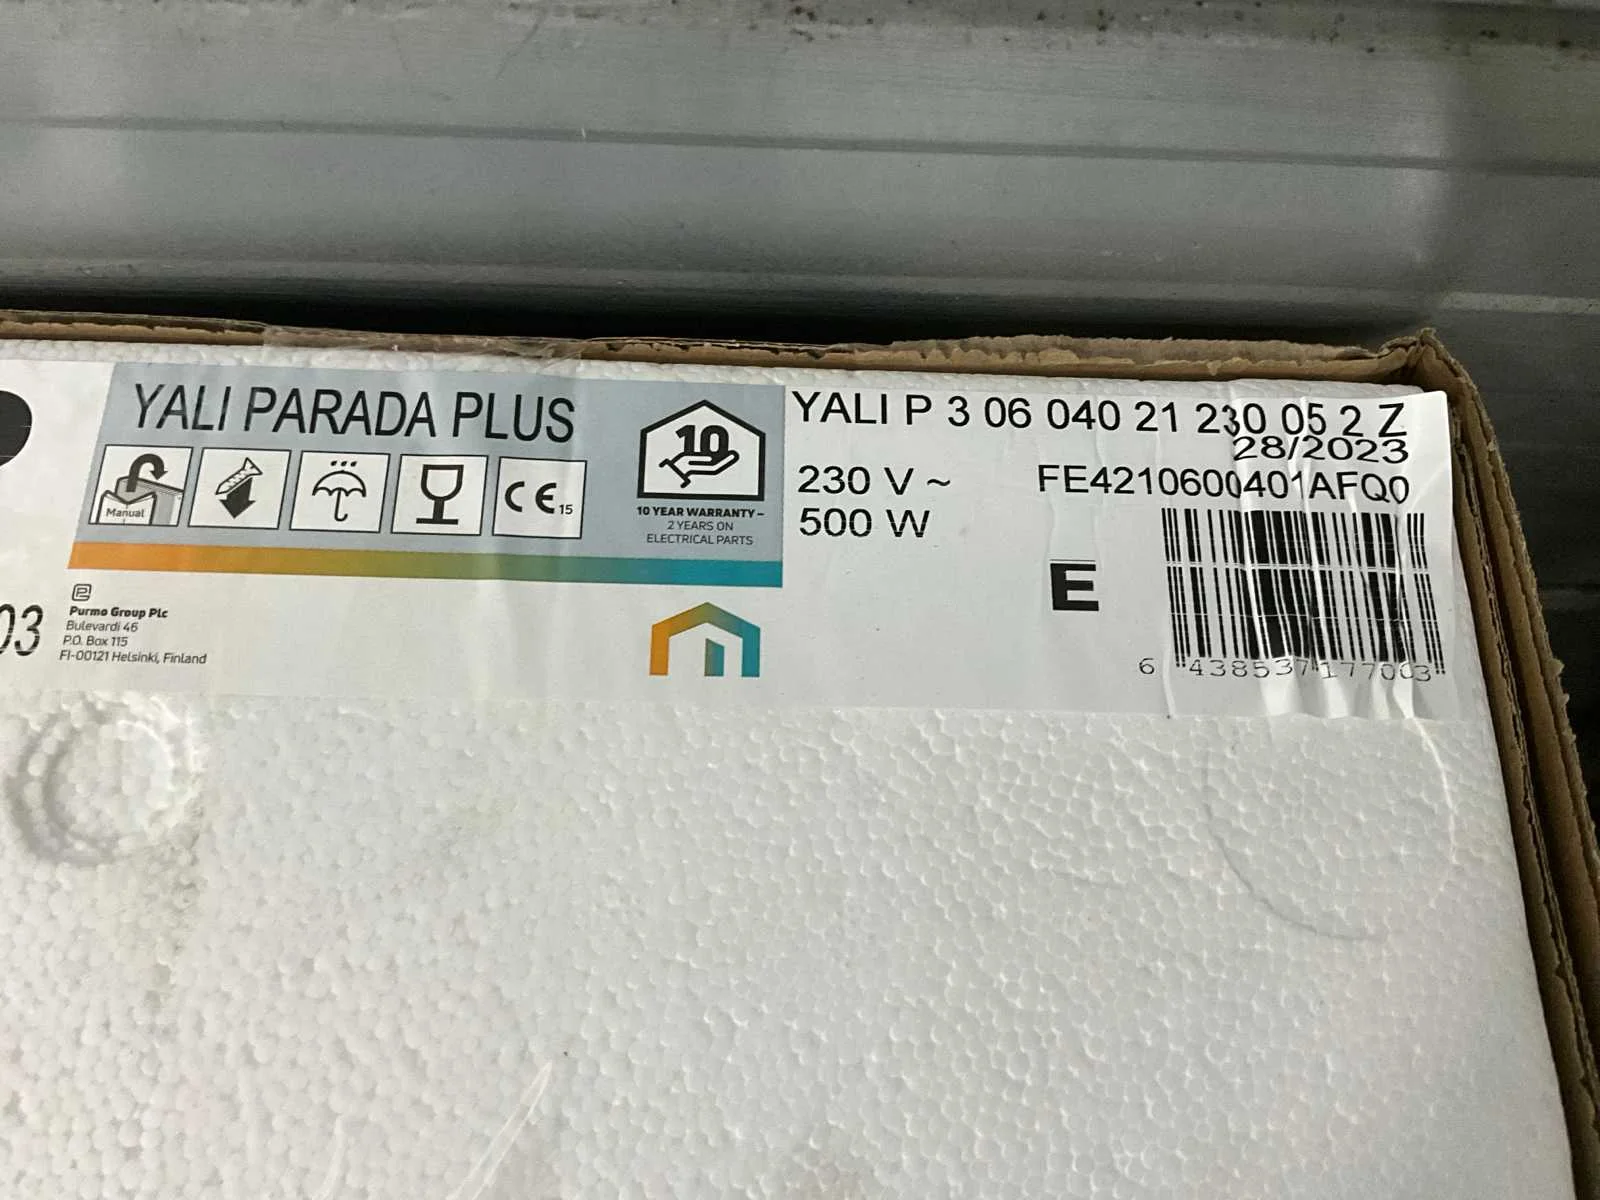 YALI PARADA PLUS
Manual
CE 15
10
10 YEAR WARRANTY –
2 YEARS ON
ELECTRICAL PARTS
YALI P 3 06 040 21 230 05 2 Z
28/2023
230 V ~
FE4210600401AFQ0
500 W
E
6 438537 177003
03
Purmo Group Plc
Bulevardi 46
P.O. Box 115
FI-00121 Helsinki, Finland